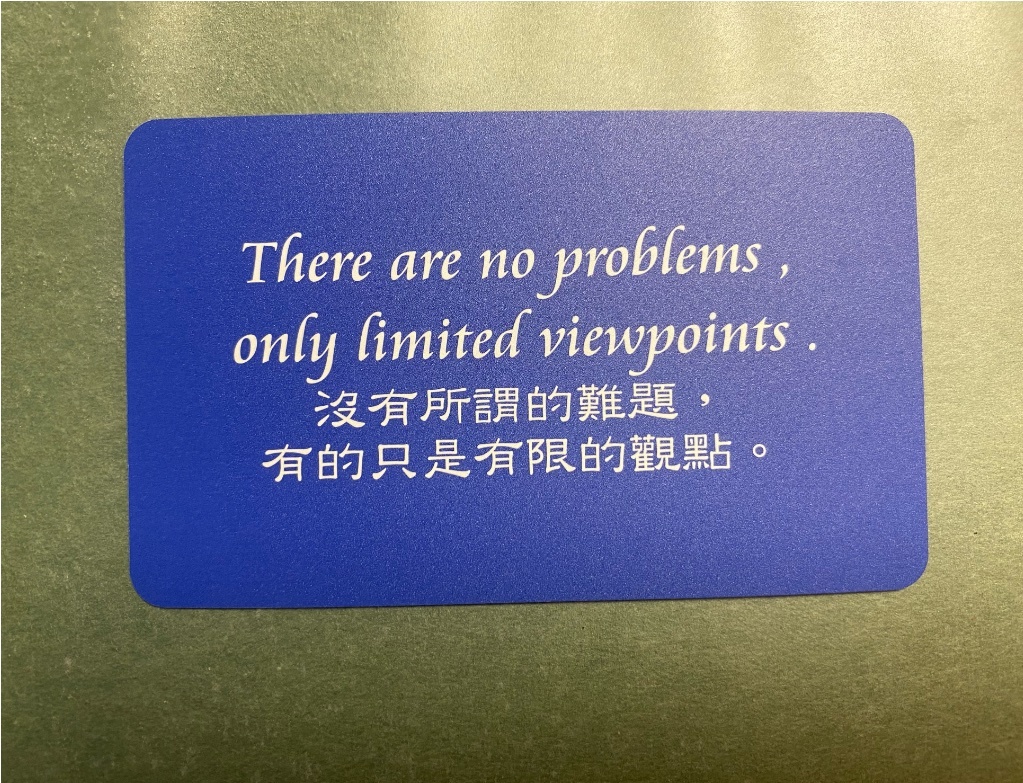 There are no problems ,
only limited viewpoints .
沒有所謂的難題，
有的只是有限的觀點。